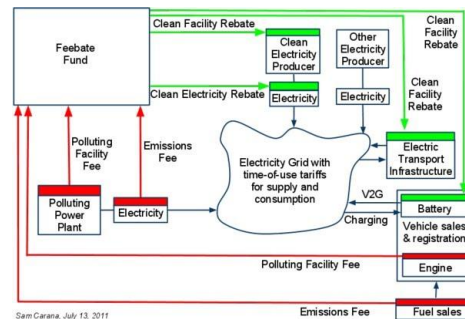 Feebate
Fund
Clean Facility Rebate
Clean
Facility
Rebate
Clean
Electricity
Producer
Other
Electricity
Producer
Clean
Facility
Rebate
Clean Electricity Rebate
Electricity
Electricity
Polluting
Facility
Fee
Emissions
Fee
Electricity Grid with
time-of-use tariffs
for supply and
consumption
Electric
Transport
Infrastructure
Polluting
Power
Plant
Electricity
V2G
Charging
Battery
Vehicle sales
& registration
Polluting Facility Fee
Engine
Emissions Fee
Fuel sales
Sam Carana, July 13, 2011